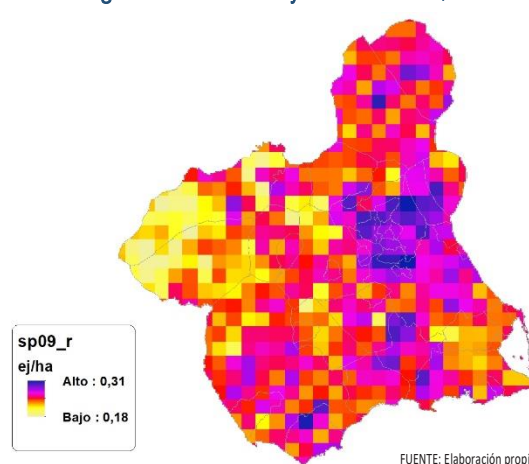 sp09_r
ej/ha
Alto : 0,31
Bajo : 0,18
FUENTE: Elaboración propi